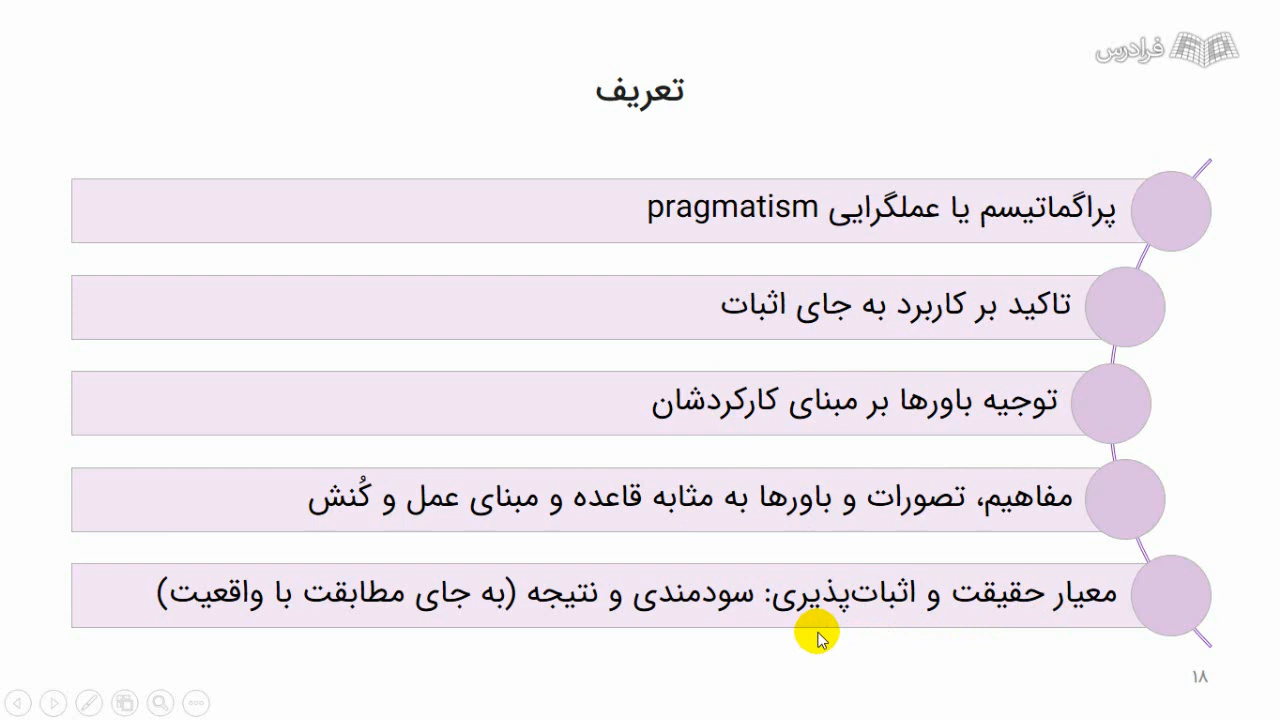 فرادرس
تعریف
پراگماتیسم یا عملگرایی pragmatism
تاکید بر کاربرد به جای اثبات
توجیه باورها بر مبنای کارکردشان
مفاهیم، تصورات و باورها به مثابه قاعده و مبنای عمل و کُنش
معیار حقیقت و اثبات‌پذیری: سودمندی و نتیجه (به جای مطابقت با واقعیت)
۱۸